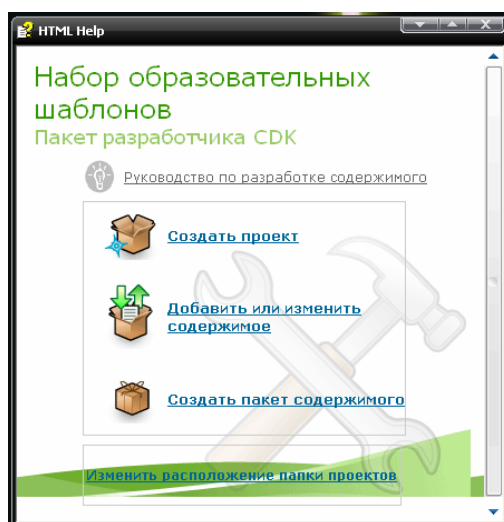 HTML Help
Набор образовательных
шаблонов
Пакет разработчика CDK
Руководство по разработке содержимого
Создать проект
Добавить или изменить
содержимое
Создать пакет содержимого
Изменить расположение папки проектов